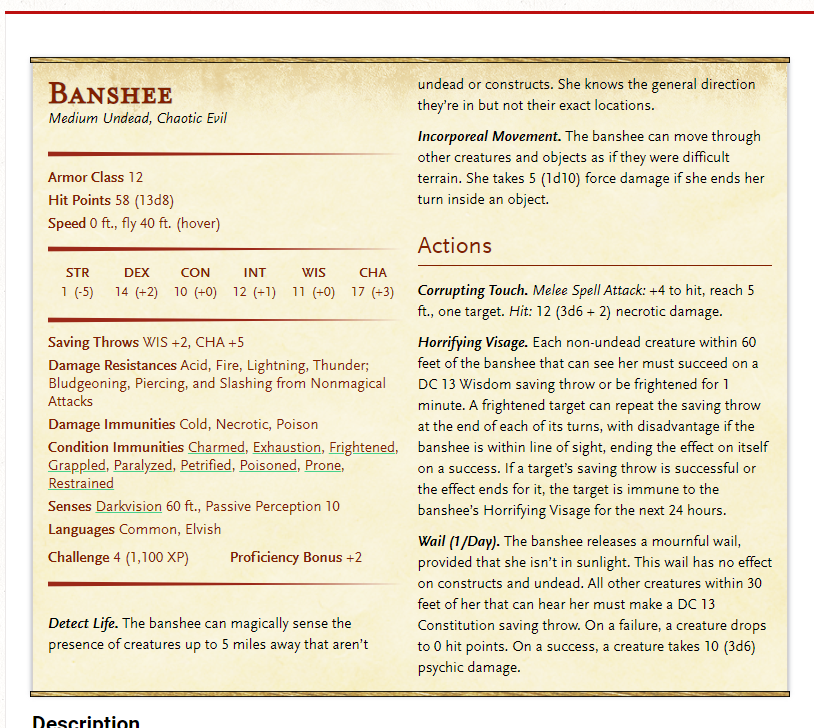 BANSHEE
Medium Undead, Chaotic Evil
Armor Class 12
Hit Points 58 (13d8)
Speed 0 ft., fly 40 ft. (hover)
STR DEX CON INT WIS CHA
1 (-5) 14 (+2) 10 (+0) 12 (+1) 11 (+0) 17 (+3)
Saving Throws WIS +2, CHA +5
Damage Resistances Acid, Fire, Lightning, Thunder;
Bludgeoning, Piercing, and Slashing from Nonmagical
Attacks
Damage Immunities Cold, Necrotic, Poison
Condition Immunities Charmed, Exhaustion, Frightened,
Grappled, Paralyzed, Petrified, Poisoned, Prone,
Restrained
Senses Darkvision 60 ft., Passive Perception 10
Languages Common, Elvish
Challenge 4 (1,100 XP) Proficiency Bonus +2
Detect Life. The banshee can magically sense the
presence of creatures up to 5 miles away that aren't
undead or constructs. She knows the general direction
they're in but not their exact locations.
Incorporeal Movement. The banshee can move through
other creatures and objects as if they were difficult
terrain. She takes 5 (1d10) force damage if she ends her
turn inside an object.
Actions
Corrupting Touch. Melee Spell Attack: +4 to hit, reach 5
ft., one target. Hit: 12 (3d6 + 2) necrotic damage.
Horrifying Visage. Each non-undead creature within 60
feet of the banshee that can see her must succeed on a
DC 13 Wisdom saving throw or be frightened for 1
minute. A frightened target can repeat the saving throw
at the end of each of its turns, with disadvantage if the
banshee is within line of sight, ending the effect on itself
on a success. If a target's saving throw is successful or
the effect ends for it, the target is immune to the
banshee's Horrifying Visage for the next 24 hours.
Wail (1/Day). The banshee releases a mournful wail,
provided that she isn't in sunlight. This wail has no effect
on constructs and undead. All other creatures within 30
feet of her that can hear her must make a DC 13
Constitution saving throw. On a failure, a creature drops
to 0 hit points. On a success, a creature takes 10 (3d6)
psychic damage.
Description